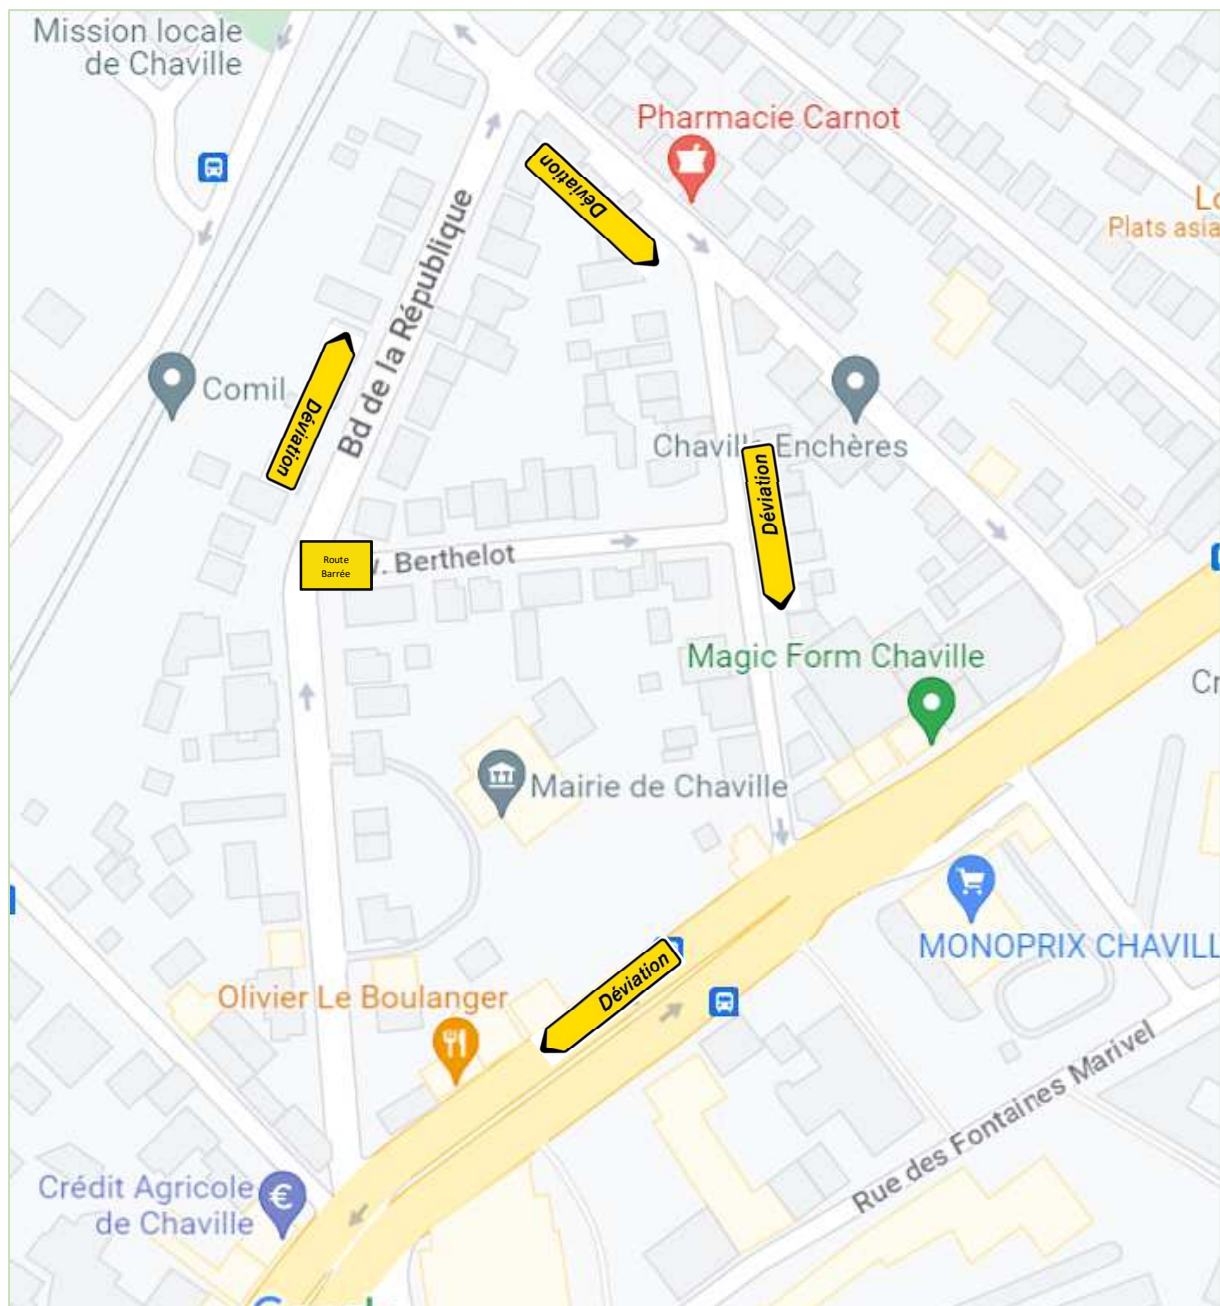 Mission locale
de Chaville
Pharmacie Carnot
Déviation
Lo
Plats asia
Bd de la République
Comil
Déviation
Chaville Enchères
Déviation
Route
Barrée
v. Berthelot
Magic Form Chaville
Cr
Mairie de Chaville
MONOPRIX CHAVILL
Déviation
Olivier Le Boulanger
Rue des Fontaines Marivel
Crédit Agricole
de Chaville